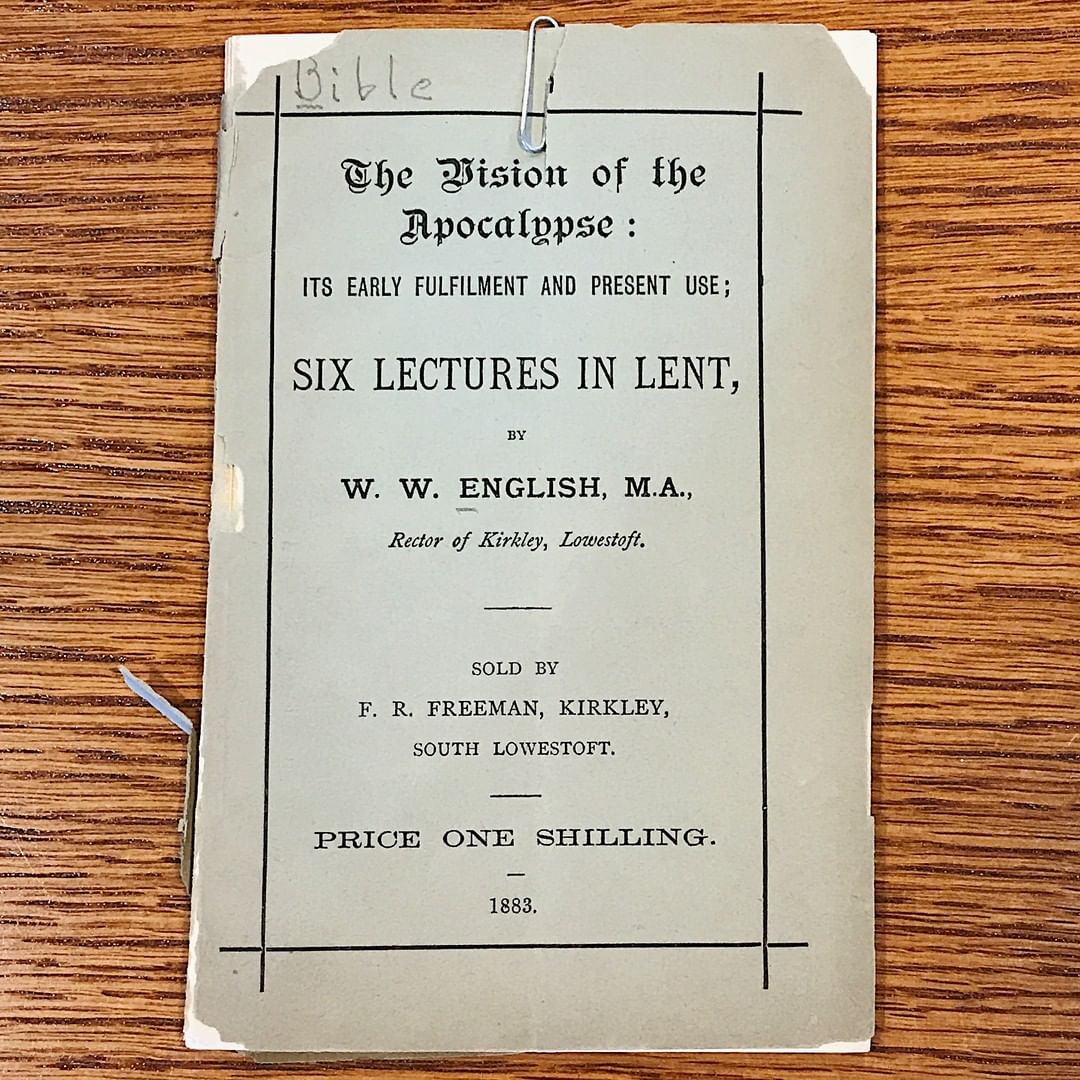 Bible
The Vision of the
Apocalypse :
ITS EARLY FULFILMENT AND PRESENT USE;
SIX LECTURES IN LENT,
BY
W. W. ENGLISH, M.A.,
Rector of Kirkley, Lowestoft.
SOLD BY
F. R. FREEMAN, KIRKLEY,
SOUTH LOWESTOFT.
PRICE ONE SHILLING.
1883.